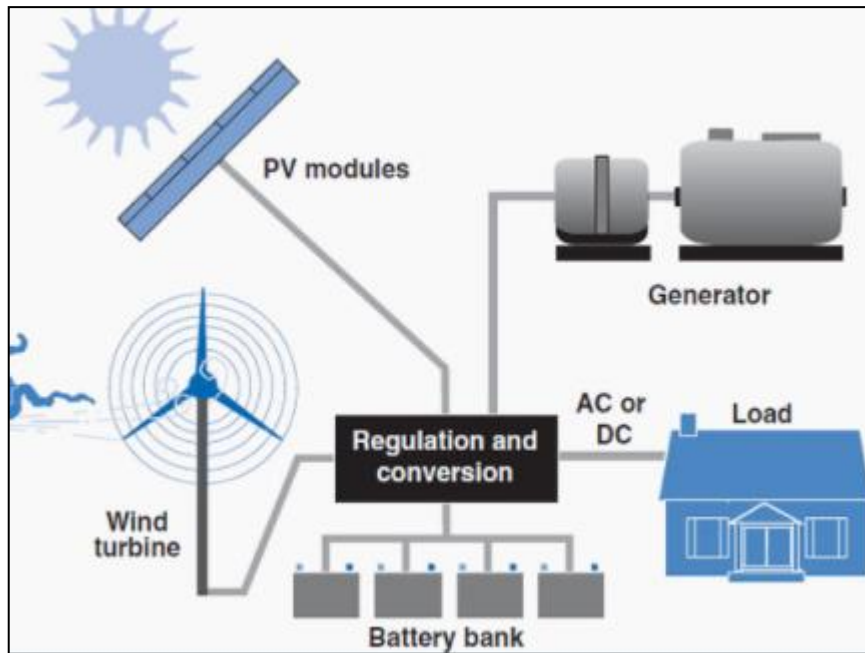 PV modules
Generator
AC or
DC
Load
Regulation and
conversion
Wind
turbine
Battery bank